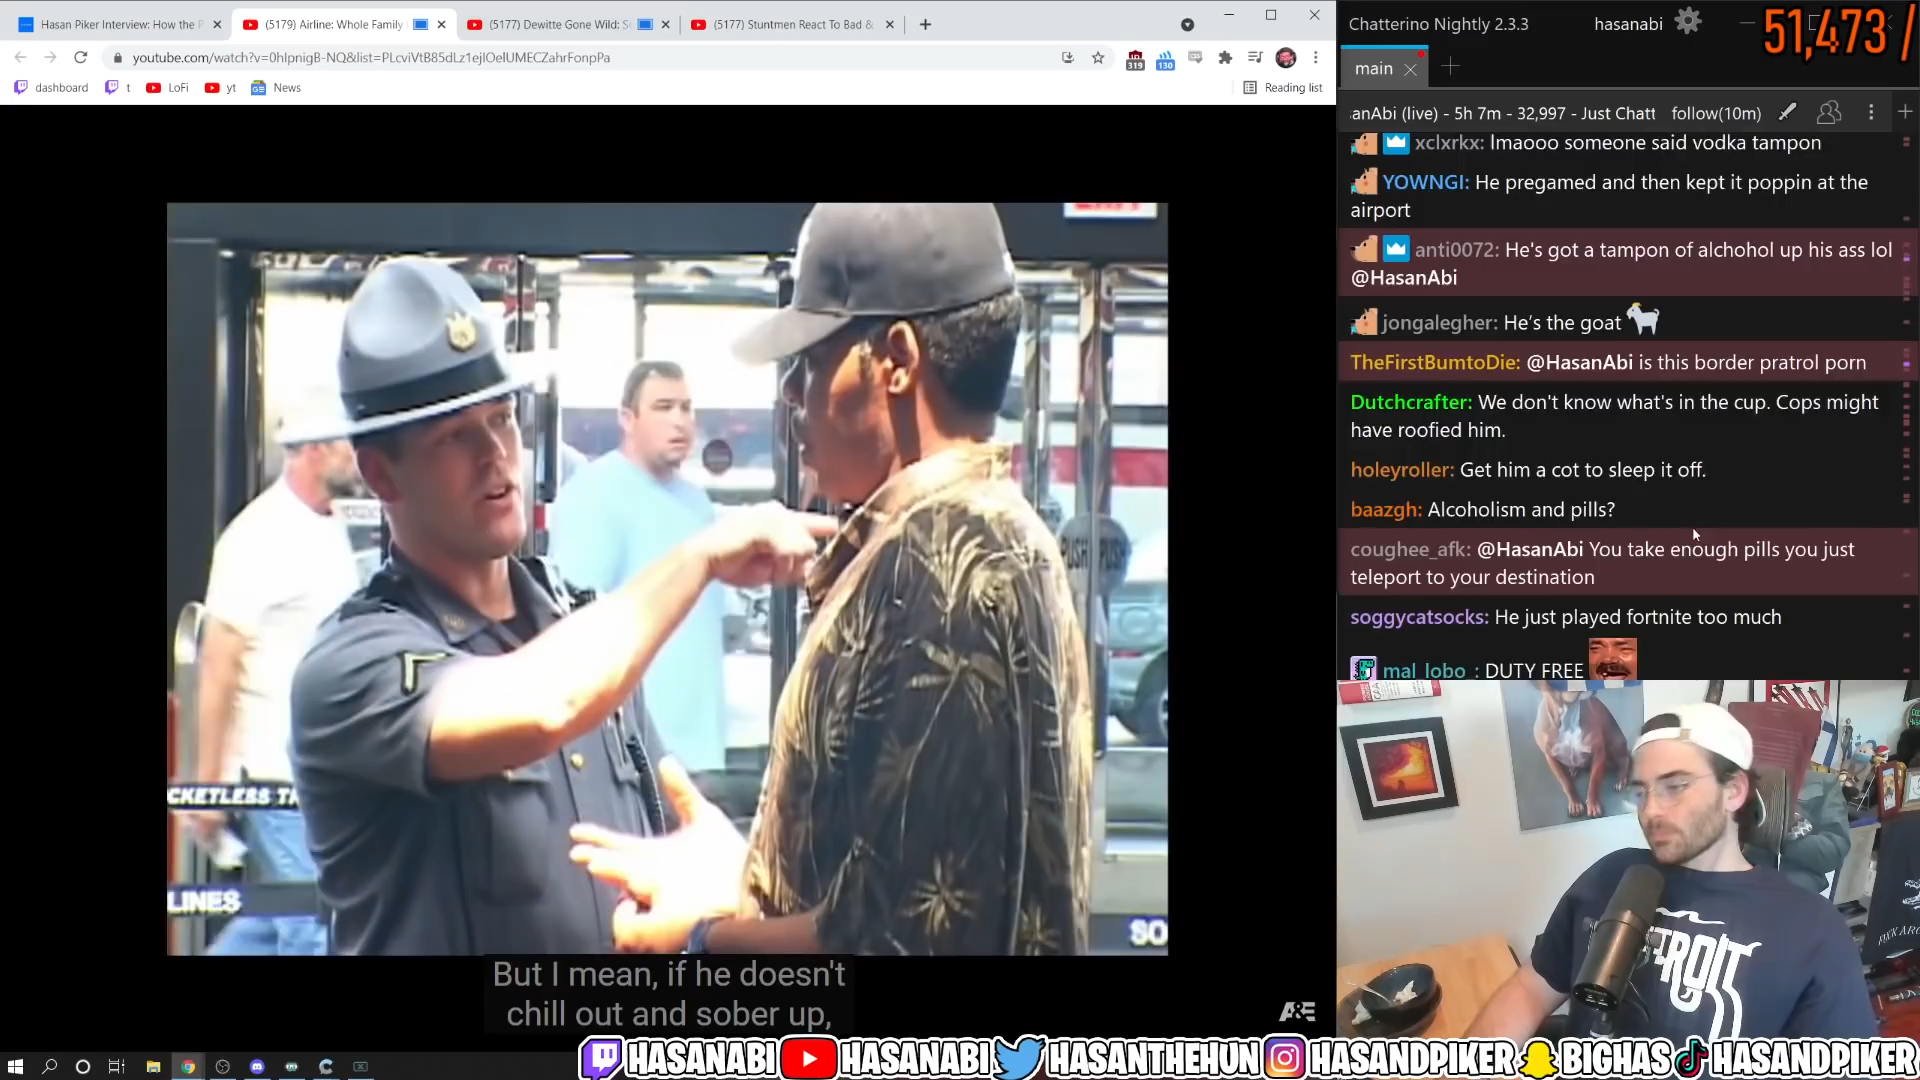 Hasan Piker Interview: How the P
(5179) Airline: Whole Family
(5177) Dewitte Gone Wild: S
(5177) Stuntmen React To Bad &
youtube.com/watch?v=0hIpnigB-NQ&list=PLcviVtB85dLz1ejIOelUMECZahrFonpPa
319
130
dashboard
t
LoFi
yt
News
Reading list
CKETLESS TR
LINES
PUSH
PUSH
SO
But I mean, if he doesn't
chill out and sober up,
A&E
Chatterino Nightly 2.3.3
hasanabi
51,473 /
main
anAbi (live) - 5h 7m - 32,997 - Just Chatt
follow(10m)
xclxrkx: lmaooo someone said vodka tampon
YOWNGI: He pregamed and then kept it poppin at the
airport
anti0072: He's got a tampon of alchohol up his ass lol
@HasanAbi
jongalegher: He's the goat
TheFirstBumtoDie: @HasanAbi is this border pratrol porn
Dutchcrafter: We don't know what's in the cup. Cops might
have roofied him.
holeyroller: Get him a cot to sleep it off.
baazgh: Alcoholism and pills?
coughee_afk: @HasanAbi You take enough pills you just
teleport to your destination
soggycatsocks: He just played fortnite too much
mal_lobo_: DUTY FREE
HASANABI
HASANABI
HASANTHEHUN
HASANDPIKER
BIGHAS
HASANDPIKER